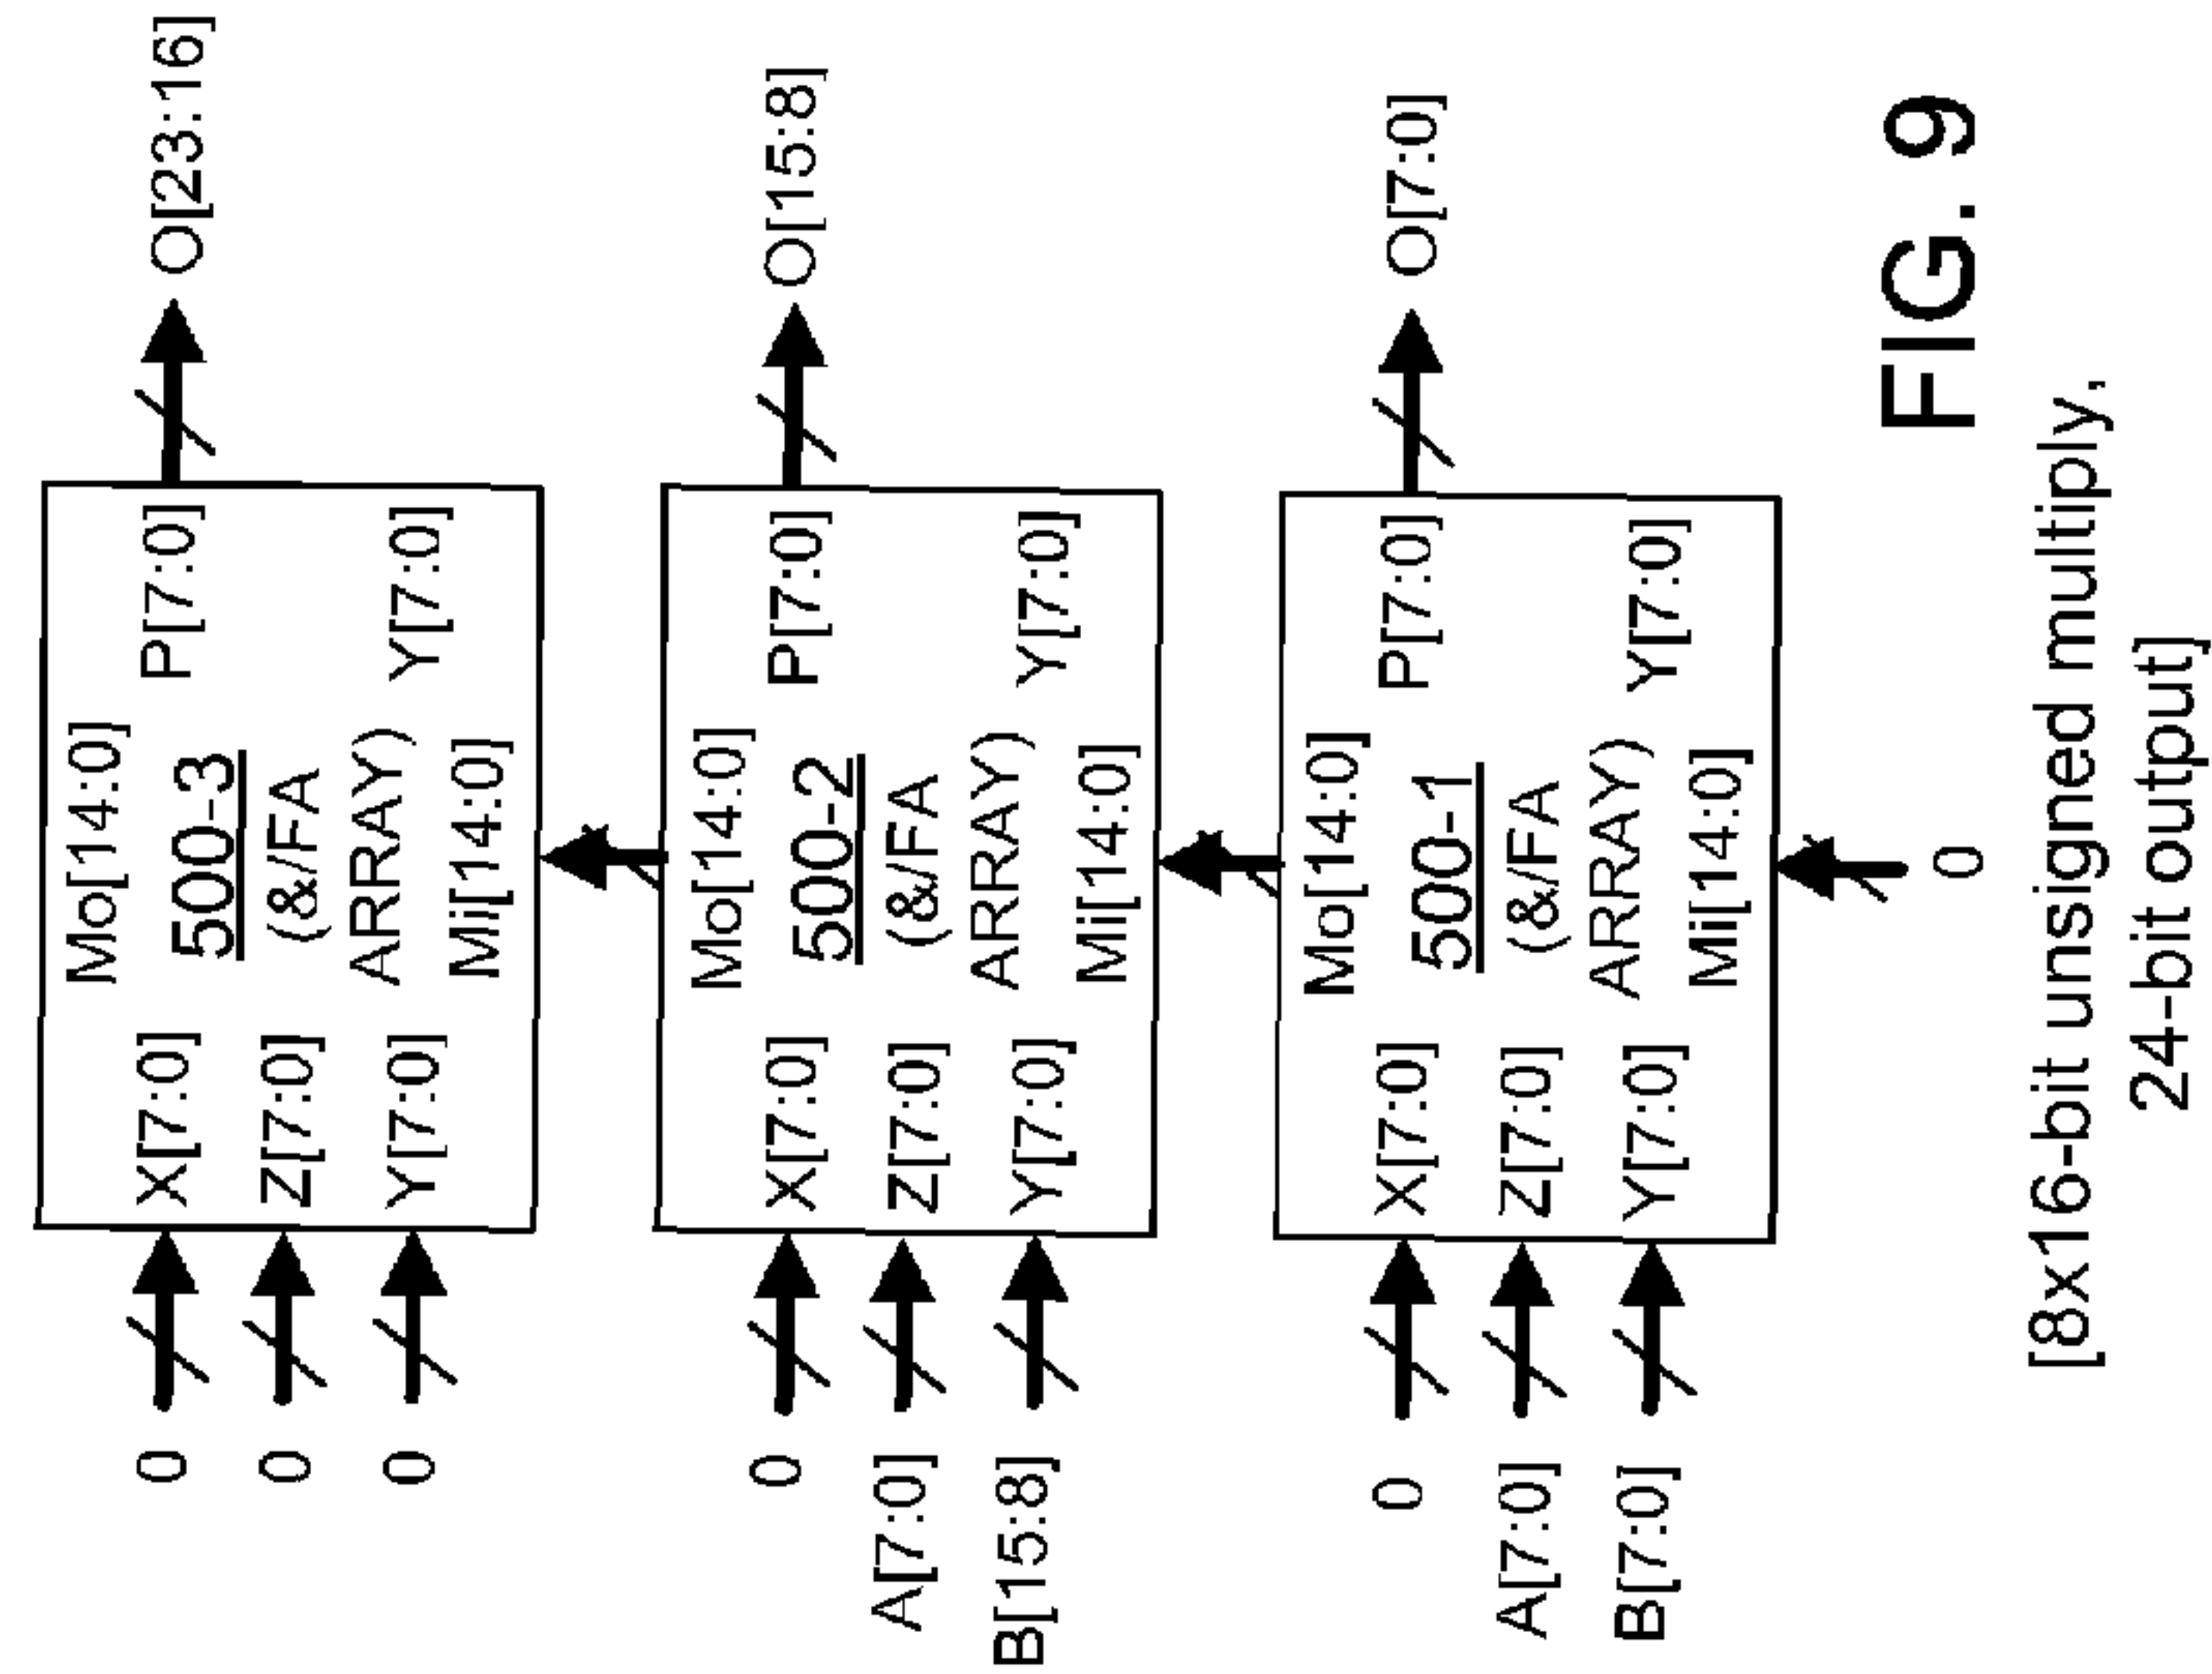 Mo[14:0]
0 X[7:0] P[7:0] O[23:16]
500-3
0 Z[7:0] (&/FA
0 Y[7:0] ARRAY) Y[7:0]
Mi[14:0]
Mo[14:0]
0 X[7:0] P[7:0] O[15:8]
500-2
A[7:0] Z[7:0] (&/FA
B[15:8] Y[7:0] ARRAY) Y[7:0]
Mi[14:0]
Mo[14:0]
0 X[7:0] P[7:0] O[7:0]
500-1
A[7:0] Z[7:0] (&/FA
B[7:0] Y[7:0] ARRAY) Y[7:0]
Mi[14:0]
0
FIG. 9
[8x16-bit unsigned multiply,
24-bit output]